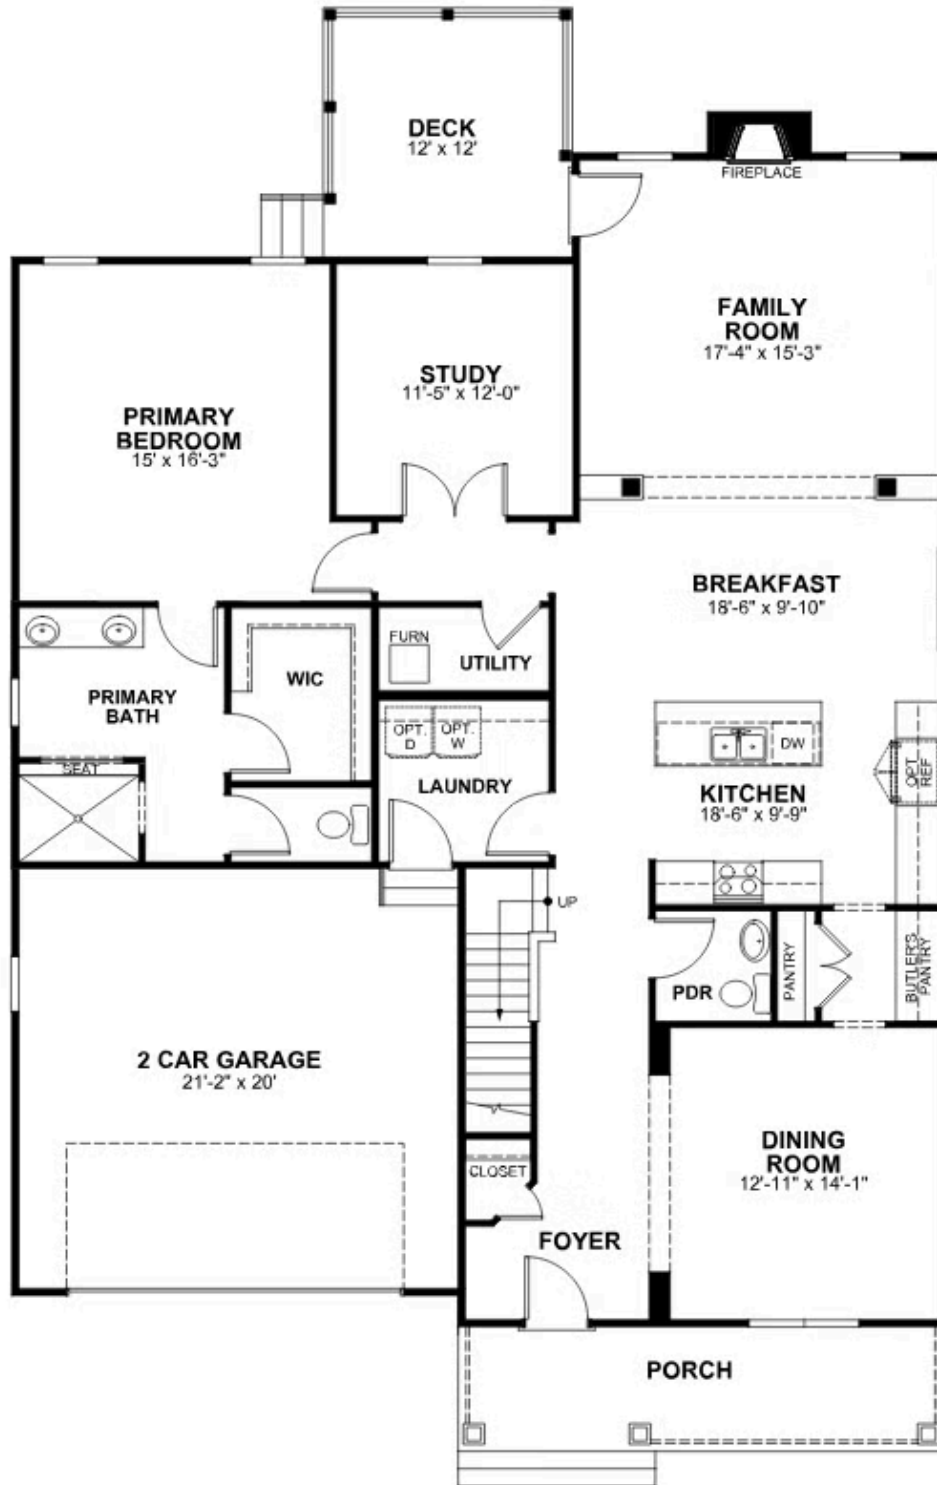 DECK
12' x 12'
FIREPLACE
FAMILY
ROOM
17'-4" x 15'-3"
STUDY
11'-5" x 12'-0"
PRIMARY
BEDROOM
15' x 16'-3"
BREAKFAST
18'-6" x 9'-10"
FURN
UTILITY
WIC
PRIMARY
BATH
SEAT
OPT.
D
OPT.
W
LAUNDRY
DW
OPT.
REF
KITCHEN
18'-6" x 9'-9"
UP
PDR
PANTRY
BUTLER'S
PANTRY
2 CAR GARAGE
21'-2" x 20'
DINING
ROOM
12'-11" x 14'-1"
CLOSET
FOYER
PORCH